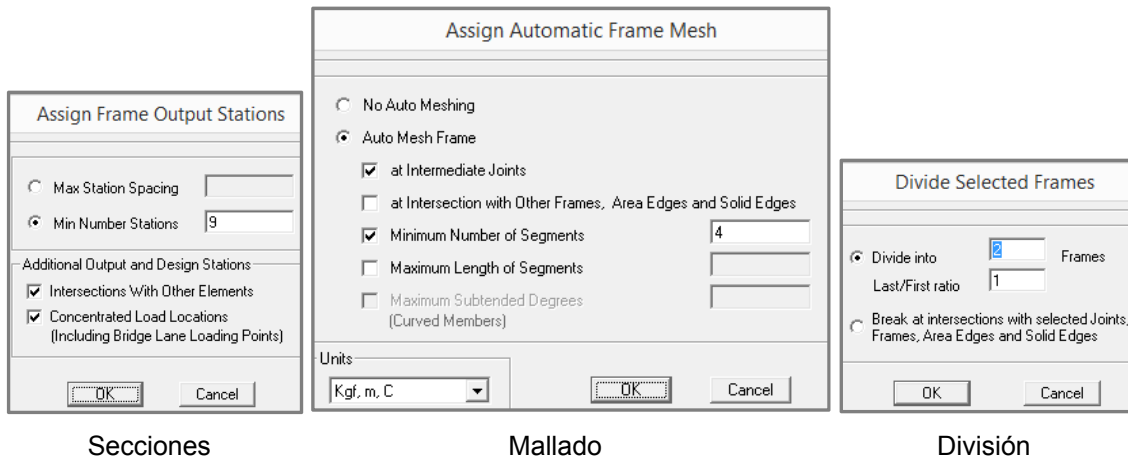 Assign Frame Output Stations
Max Station Spacing
Min Number Stations 9
Additional Output and Design Stations
Intersections With Other Elements
Concentrated Load Locations
(Including Bridge Lane Loading Points)
OK Cancel
Secciones
Assign Automatic Frame Mesh
No Auto Meshing
Auto Mesh Frame
at Intermediate Joints
at Intersection with Other Frames, Area Edges and Solid Edges
Minimum Number of Segments 4
Maximum Length of Segments
Maximum Subtended Degrees
(Curved Members)
Units
Kgf, m, C OK Cancel
Mallado
Divide Selected Frames
Divide into 2 Frames
Last/First ratio 1
Break at intersections with selected Joints,
Frames, Area Edges and Solid Edges
OK Cancel
División